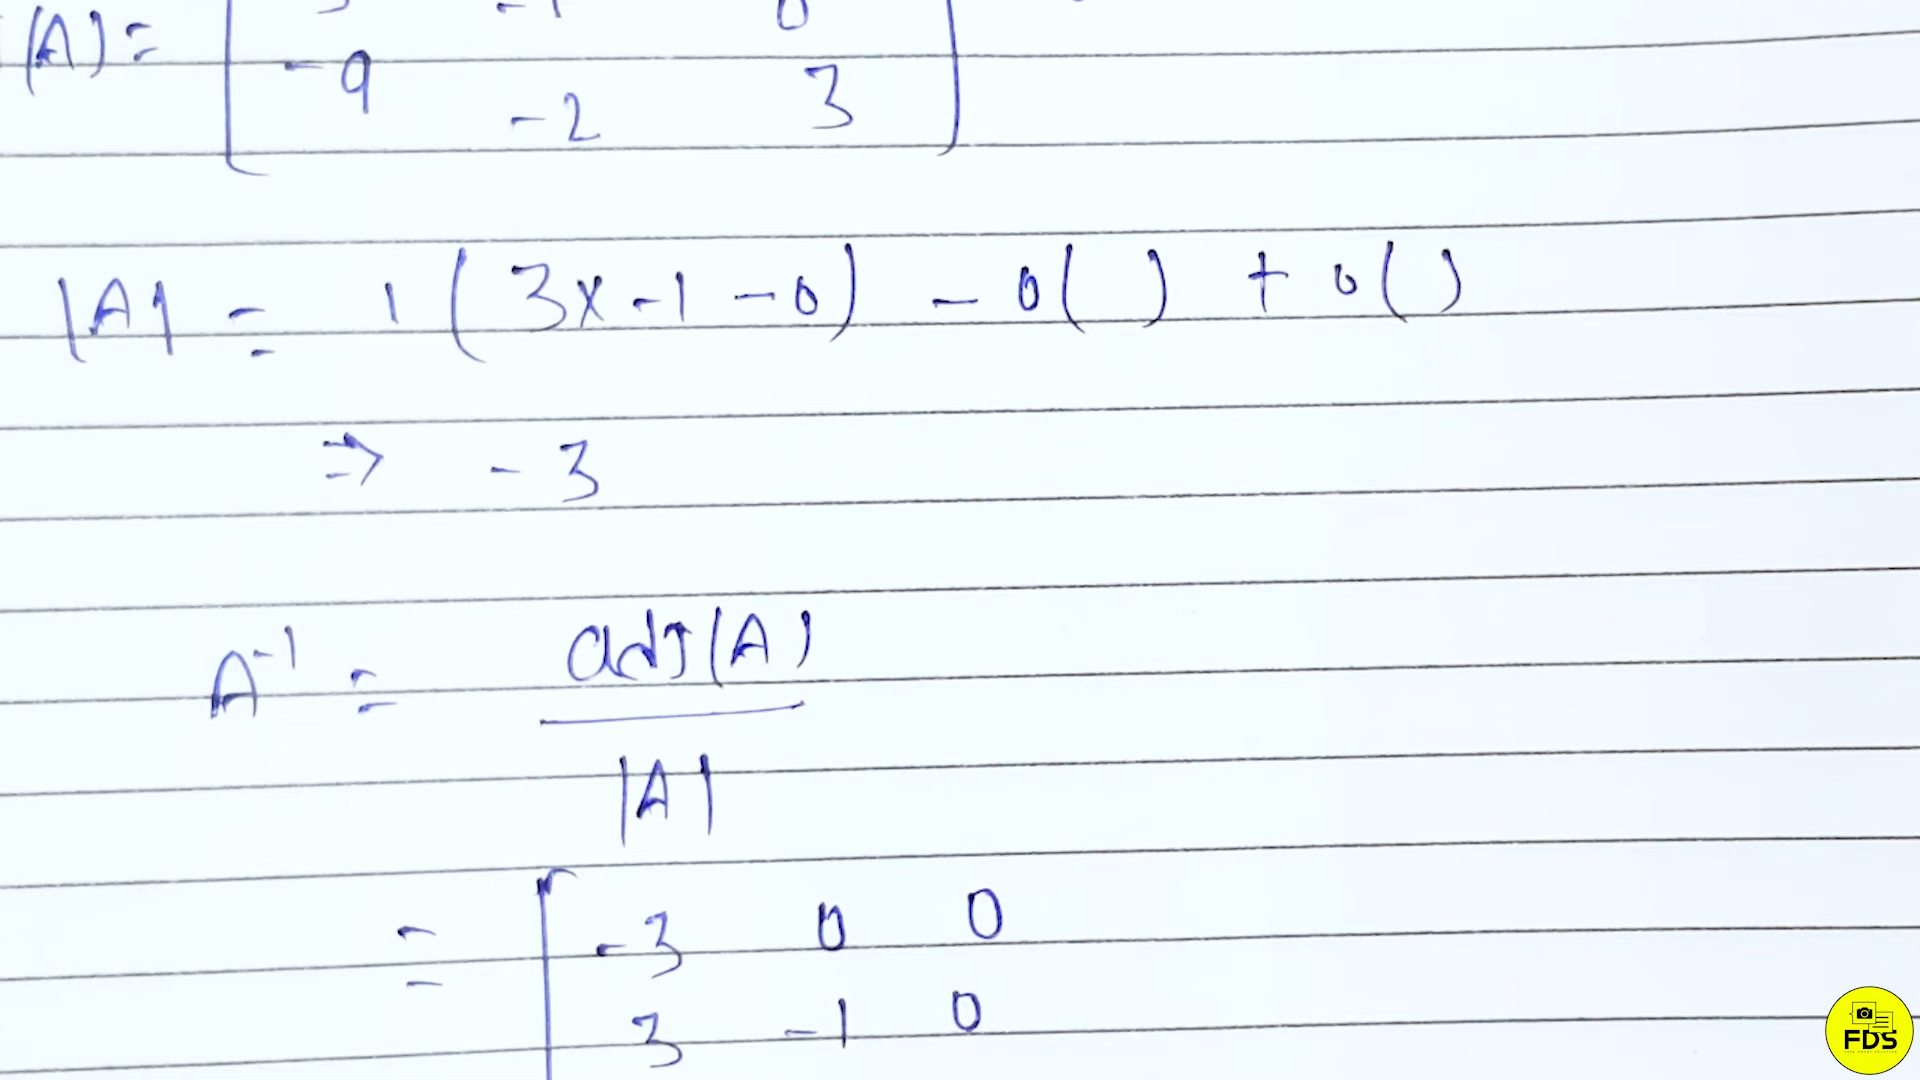 (A) = 0
-9 -2 3
|A| = 1 ( 3x-1 -0) - 0( ) + 0( )
⇒ -3
A⁻¹ = adj(A)
|A|
= [ -3 0 0
3 -1 0
FDS